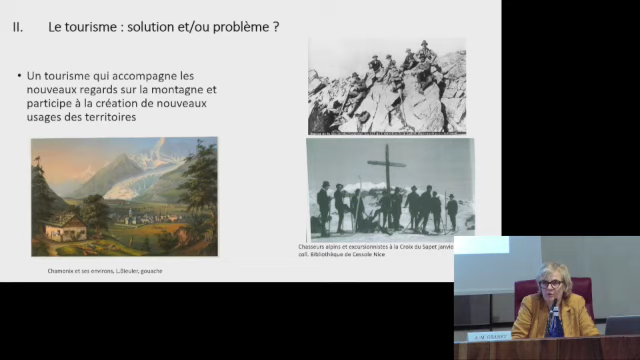 II. Le tourisme : solution et/ou problème ?
• Un tourisme qui accompagne les
nouveaux regards sur la montagne et
participe à la création de nouveaux
usages des territoires
Chamonix et ses environs, L.Bleuler, gouache
Chasseurs alpins et excursionnistes à la Croix du Sapet janvie
coll. Bibliothèque de Cessole Nice